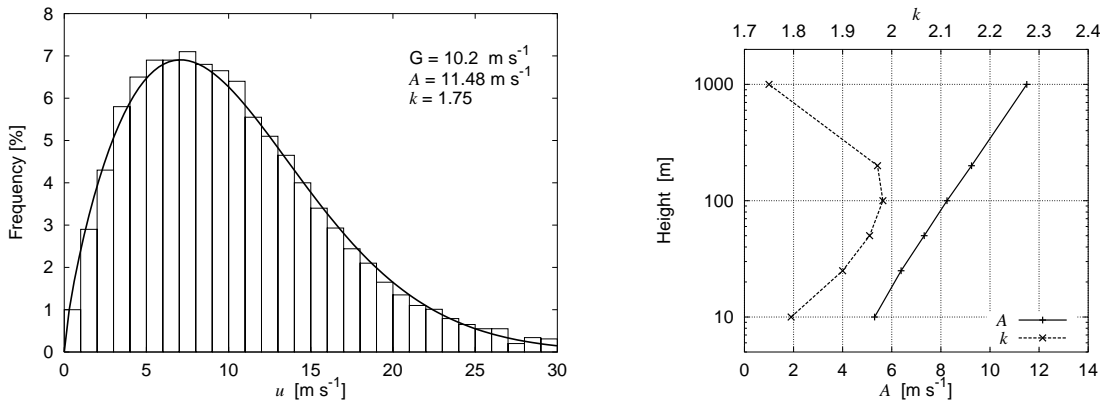 8
7
6
5
4
3
2
1
0
Frequency [%]
G = 10.2 m s-1
A = 11.48 m s-1
k = 1.75
0 5 10 15 20 25 30
u [m s-1]
k
1.7 1.8 1.9 2 2.1 2.2 2.3 2.4
1000
100
10
Height [m]
A
k
0 2 4 6 8 10 12 14
A [m s-1]